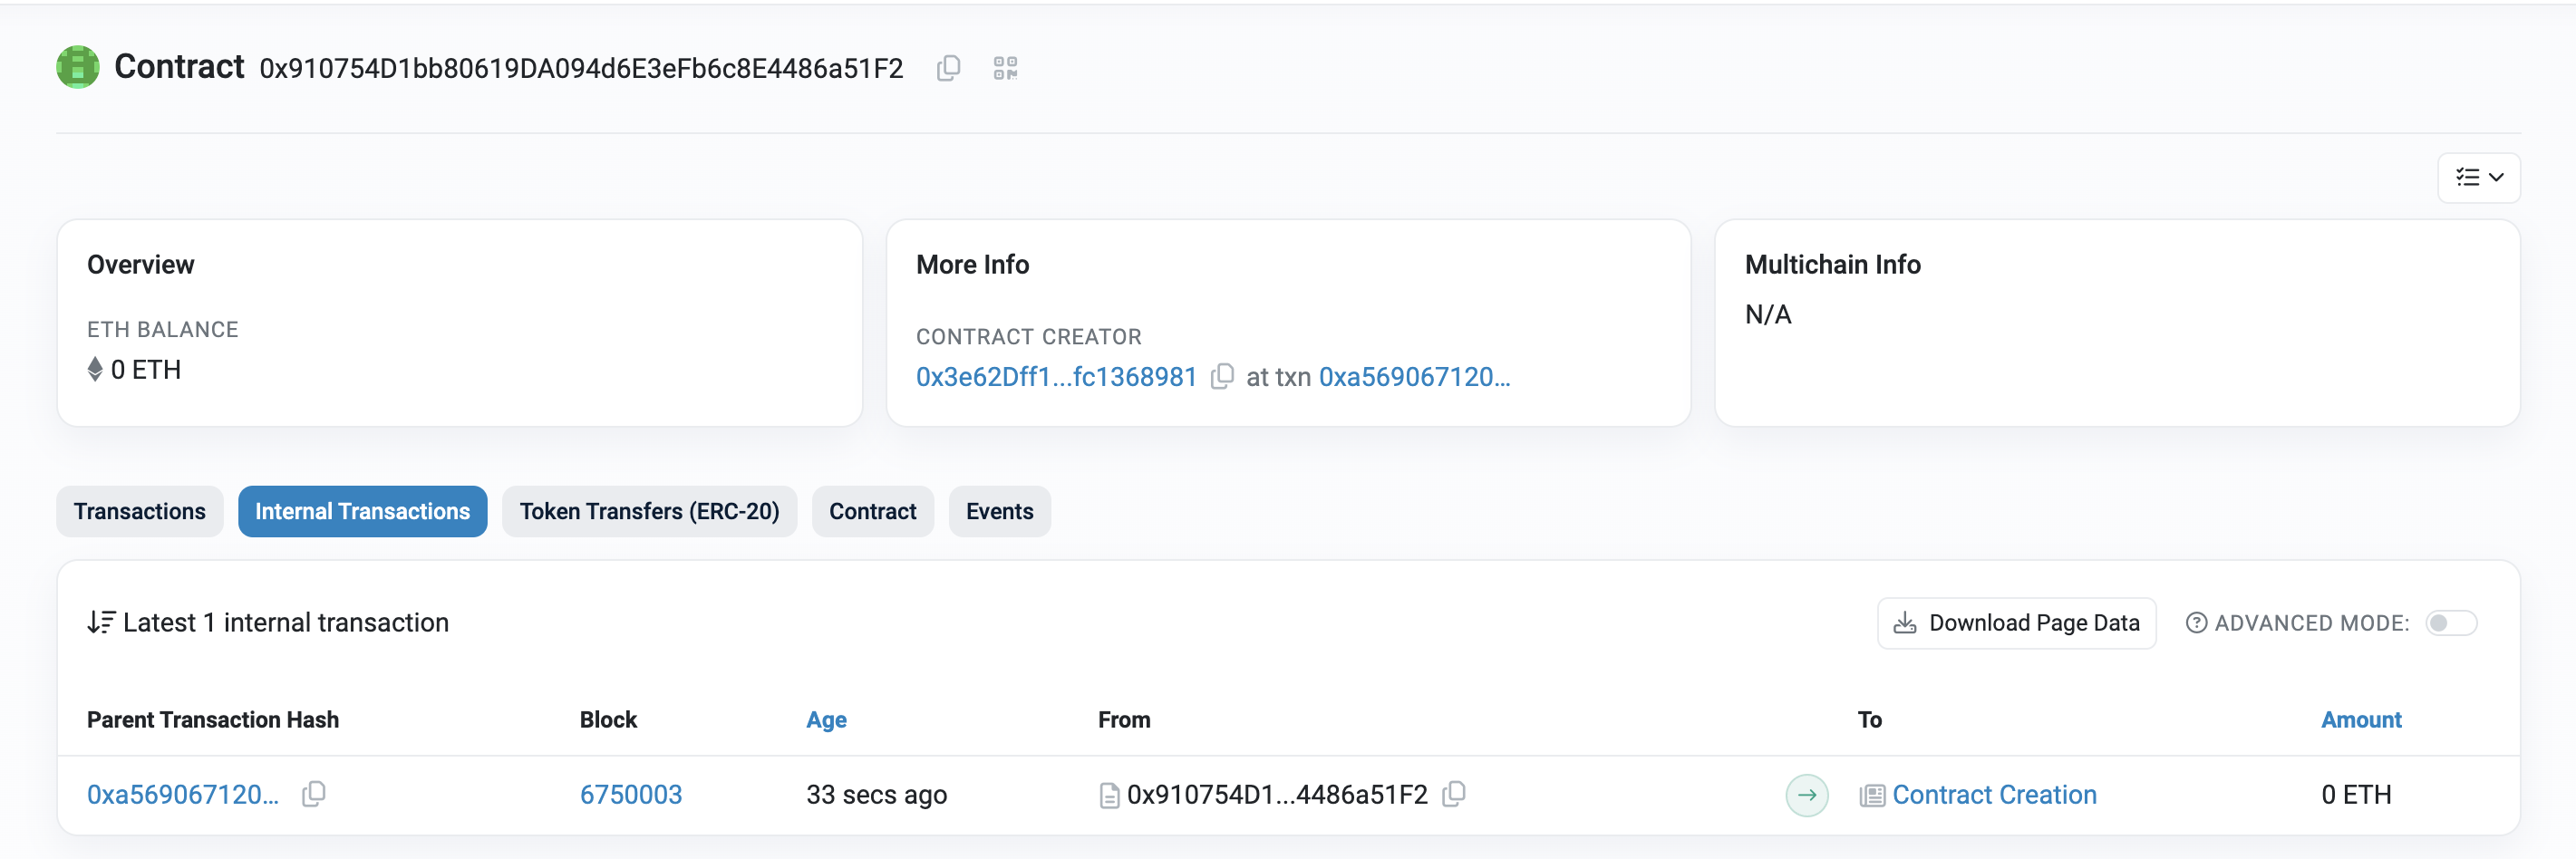 Contract 0x910754D1bb80619DA094d6E3eFb6c8E4486a51F2
Overview
ETH BALANCE
0 ETH
More Info
CONTRACT CREATOR
0x3e62Dff1...fc1368981 at txn 0xa569067120...
Multichain Info
N/A
Transactions Internal Transactions Token Transfers (ERC-20) Contract Events
Latest 1 internal transaction Download Page Data ADVANCED MODE:
Parent Transaction Hash Block Age From To Amount
0xa569067120... 6750003 33 secs ago 0x910754D1...4486a51F2 Contract Creation 0 ETH